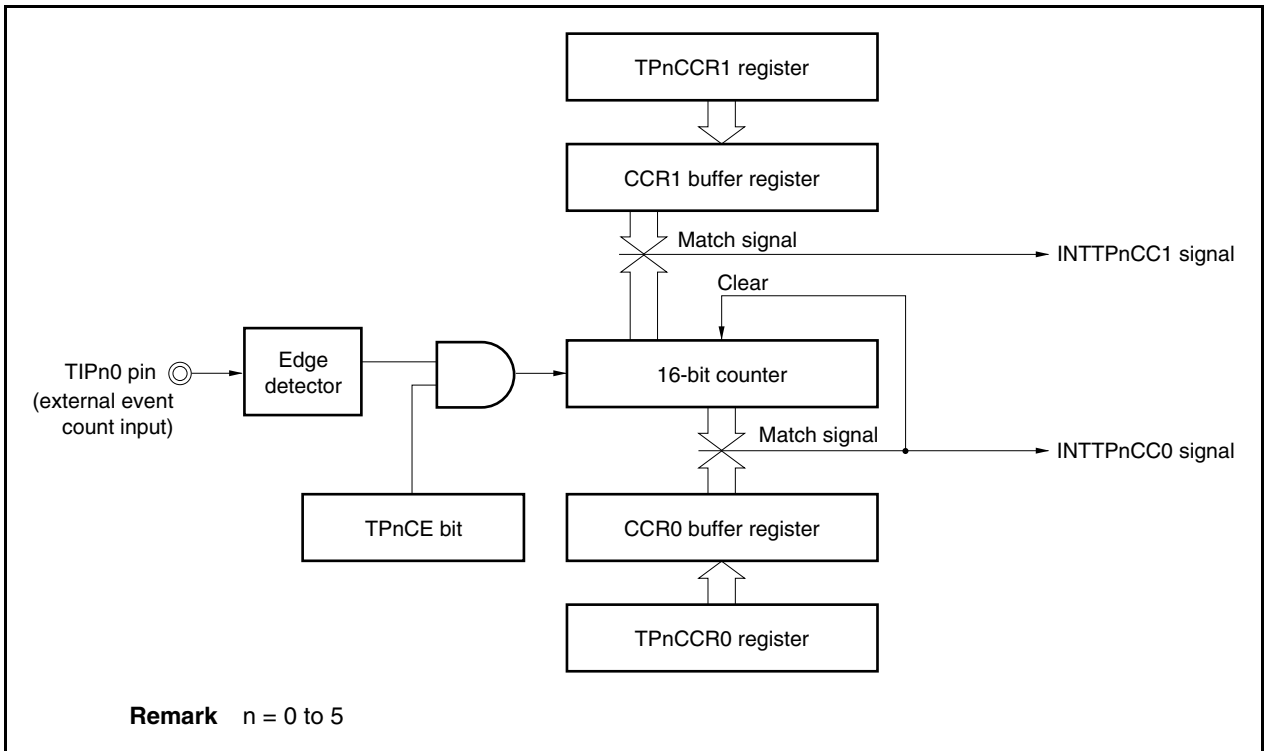 TPnCCR1 register
CCR1 buffer register
Match signal
INTTPnCC1 signal
Clear
TIPn0 pin
(external event
count input)
Edge
detector
16-bit counter
Match signal
INTTPnCC0 signal
TPnCE bit
CCR0 buffer register
TPnCCR0 register
Remark n = 0 to 5